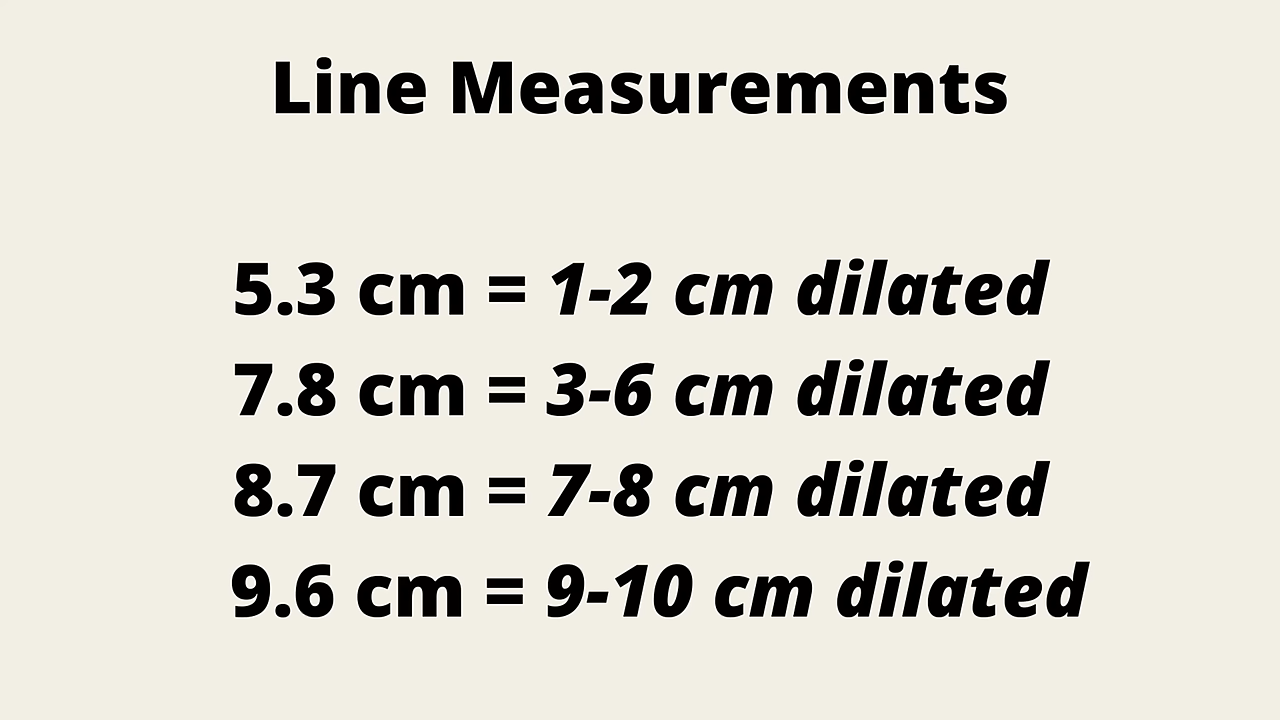 Line Measurements
5.3 cm = 1-2 cm dilated
7.8 cm = 3-6 cm dilated
8.7 cm = 7-8 cm dilated
9.6 cm = 9-10 cm dilated